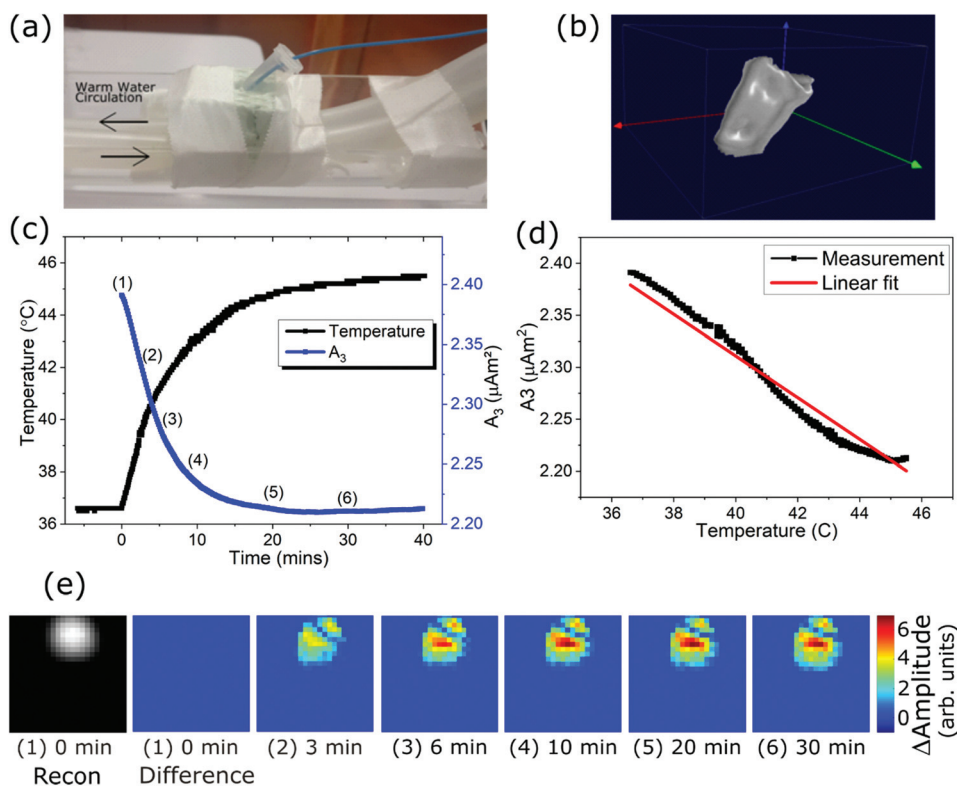 (a)
Warm Water
Circulation
(b)
(c)
46
44
42
40
38
36
Temperature (°C)
(1)
(2)
(3)
(4)
(5)
(6)
Temperature
A₃
2.40
2.35
2.30
2.25
2.20
A₃ (µAm²)
0
10
20
30
40
Time (mins)
(d)
2.40
2.35
2.30
2.25
2.20
A3 (µAm²)
Measurement
Linear fit
36
38
40
42
44
46
Temperature (C)
(e)
6
4
2
0
ΔAmplitude
(arb. units)
(1) 0 min
(1) 0 min
(2) 3 min
(3) 6 min
(4) 10 min
(5) 20 min
(6) 30 min
Recon
Difference